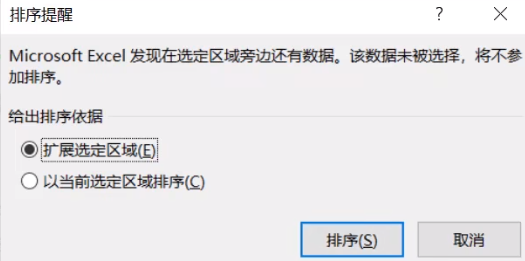 排序提醒
Microsoft Excel 发现在选定区域旁边还有数据。该数据未被选择，将不参
加排序。
给出排序依据
扩展选定区域(E)
以当前选定区域排序(C)
排序(S) 取消